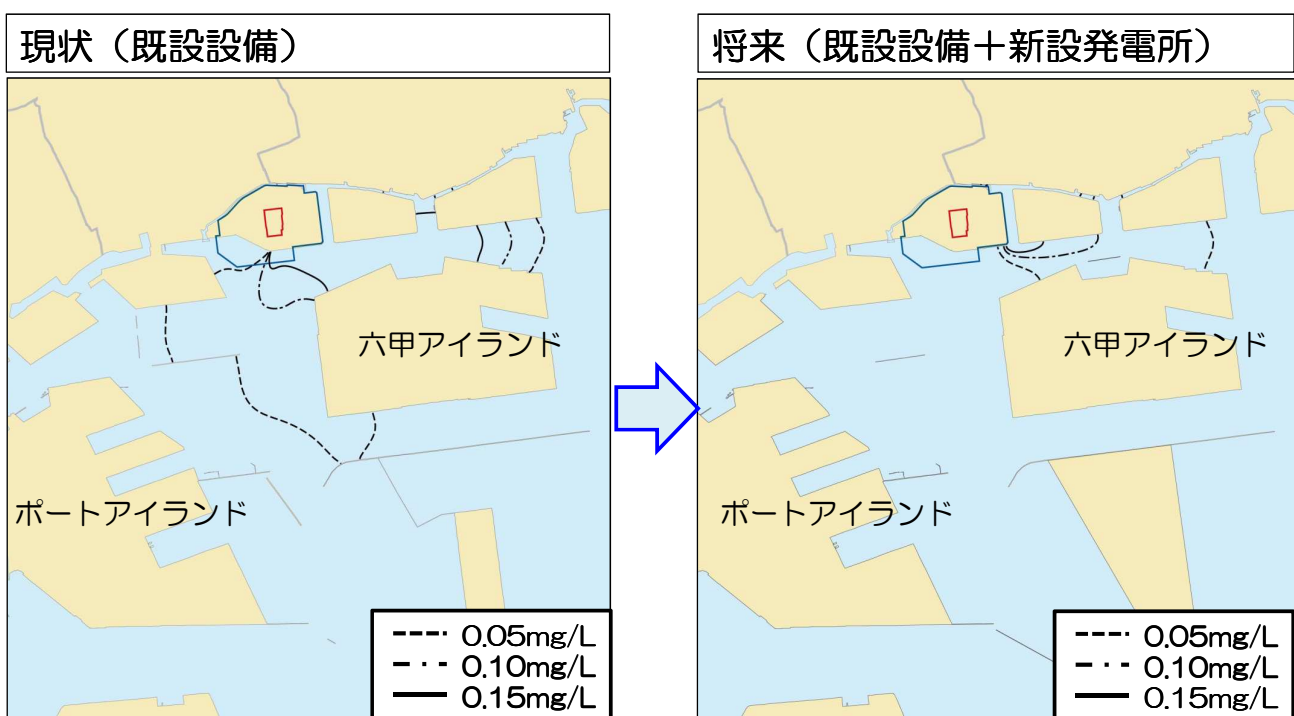 現状（既設設備）
将来（既設設備＋新設発電所）
六甲アイランド
ポートアイランド
0.05mg/L
0.10mg/L
0.15mg/L
六甲アイランド
ポートアイランド
0.05mg/L
0.10mg/L
0.15mg/L